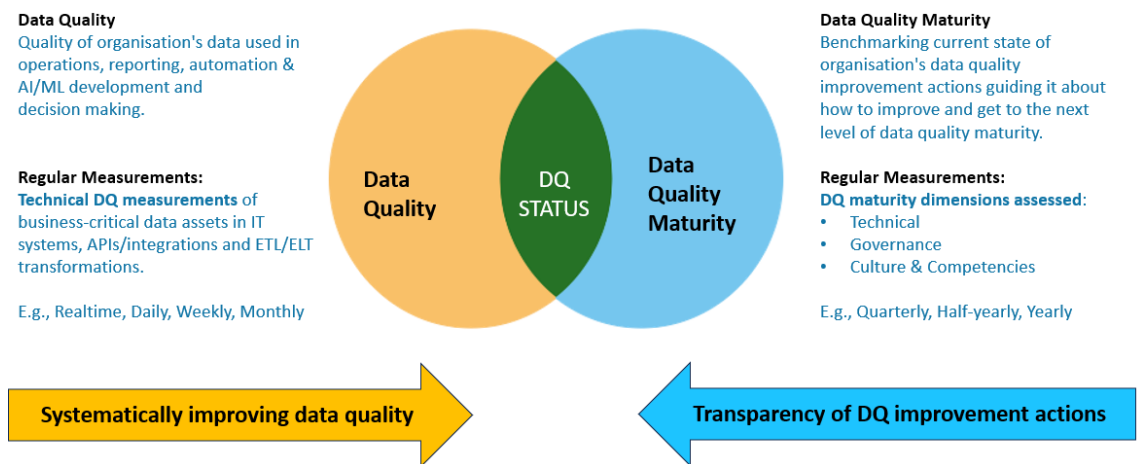 Data Quality
Quality of organisation's data used in
operations, reporting, automation &
AI/ML development and
decision making.
Regular Measurements:
Technical DQ measurements of
business-critical data assets in IT
systems, APIs/integrations and ETL/ELT
transformations.
E.g., Realtime, Daily, Weekly, Monthly
Data
Quality
DQ
STATUS
Data
Quality
Maturity
Data Quality Maturity
Benchmarking current state of
organisation's data quality
improvement actions guiding it about
how to improve and get to the next
level of data quality maturity.
Regular Measurements:
DQ maturity dimensions assessed:
• Technical
• Governance
• Culture & Competencies
E.g., Quarterly, Half-yearly, Yearly
Systematically improving data quality
Transparency of DQ improvement actions